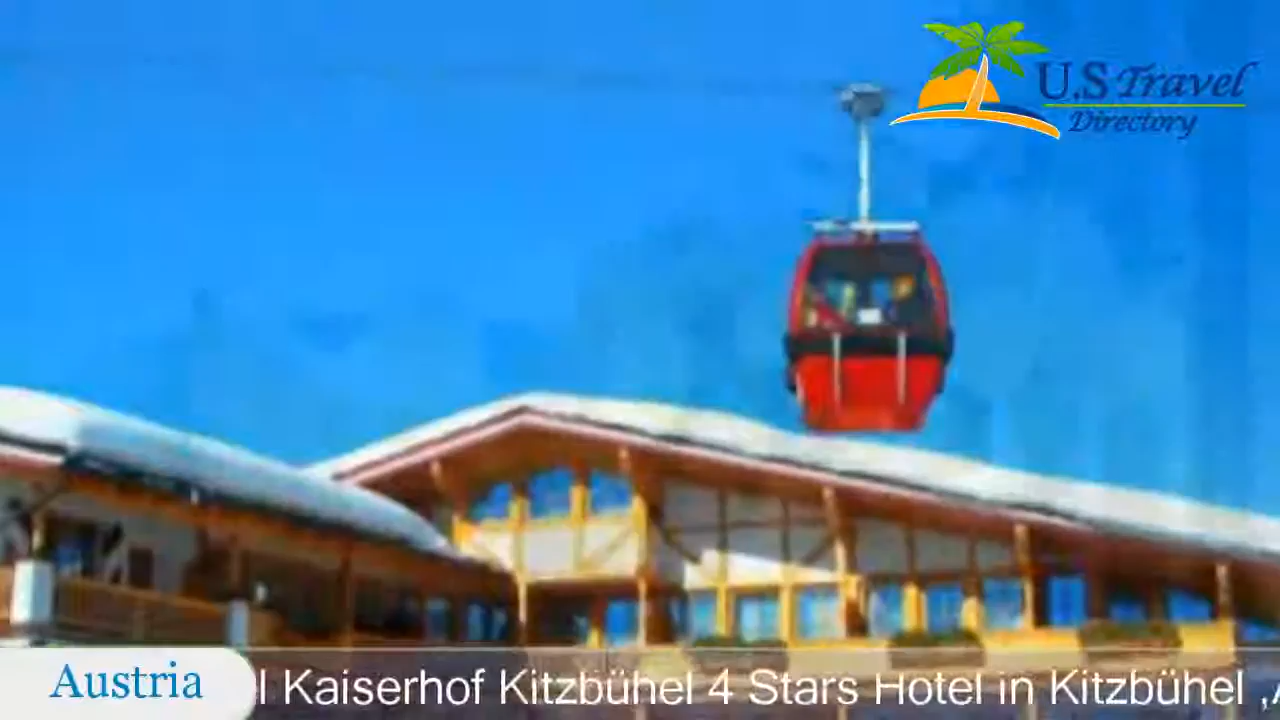 U.S Travel
Directory
Austria
l Kaiserhof Kitzbühel 4 Stars Hotel in Kitzbühel ,A